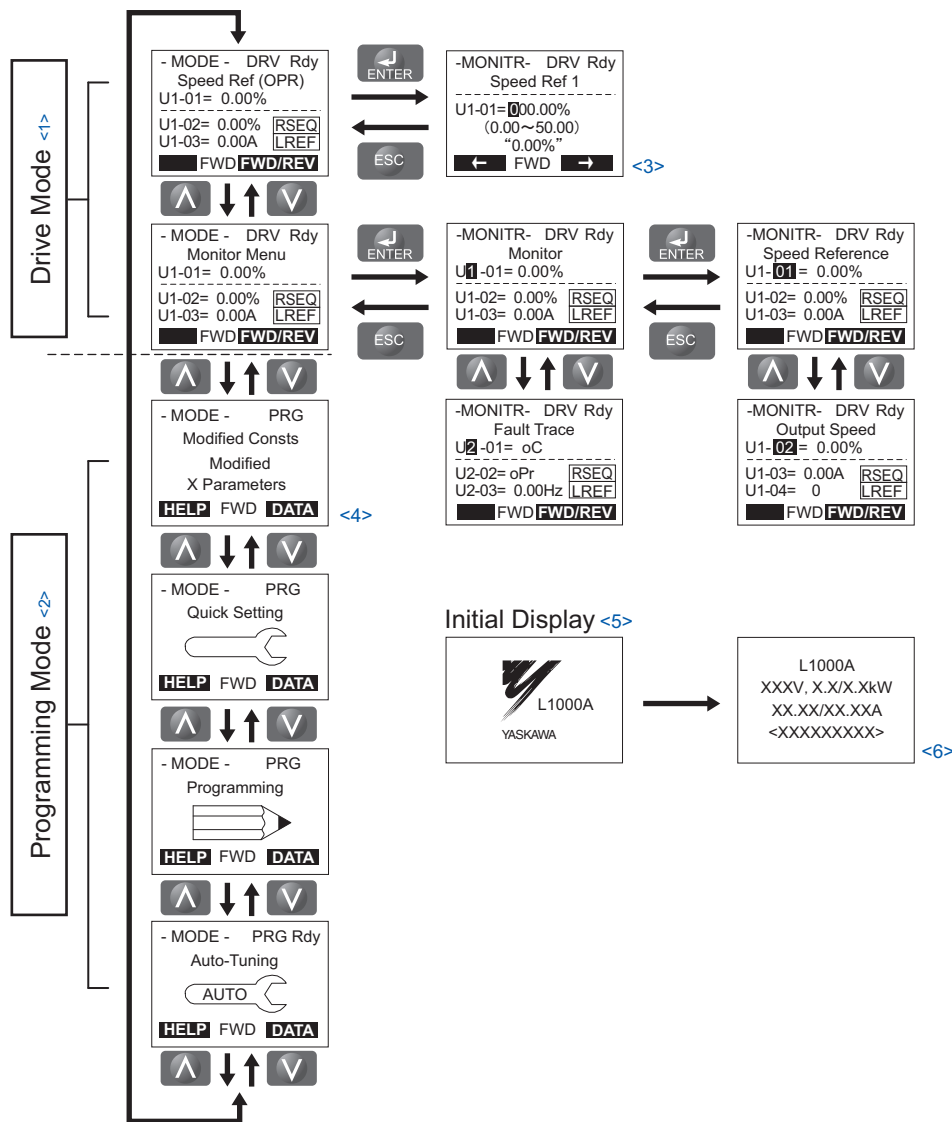 Drive Mode <1>
- MODE - DRV Rdy
Speed Ref (OPR)
U1-01= 0.00%
U1-02= 0.00% RSEQ
U1-03= 0.00A LREF
FWD FWD/REV
ENTER
ESC
-MONITR- DRV Rdy
Speed Ref 1
U1-01= 000.00%
(0.00~50.00)
“0.00%”
← FWD →
<3>
- MODE - DRV Rdy
Monitor Menu
U1-01= 0.00%
U1-02= 0.00% RSEQ
U1-03= 0.00A LREF
FWD FWD/REV
ENTER
ESC
-MONITR- DRV Rdy
Monitor
U1 -01= 0.00%
U1-02= 0.00% RSEQ
U1-03= 0.00A LREF
FWD FWD/REV
ENTER
ESC
-MONITR- DRV Rdy
Speed Reference
U1- 01 = 0.00%
U1-02= 0.00% RSEQ
U1-03= 0.00A LREF
FWD FWD/REV
-MONITR- DRV Rdy
Fault Trace
U2 -01= oC
U2-02= oPr RSEQ
U2-03= 0.00Hz LREF
FWD FWD/REV
-MONITR- DRV Rdy
Output Speed
U1- 02 = 0.00%
U1-03= 0.00A RSEQ
U1-04= 0 LREF
FWD FWD/REV
Programming Mode <2>
- MODE - PRG
Modified Consts
Modified
X Parameters
HELP FWD DATA
<4>
- MODE - PRG
Quick Setting
HELP FWD DATA
- MODE - PRG
Programming
HELP FWD DATA
- MODE - PRG Rdy
Auto-Tuning
AUTO
HELP FWD DATA
Initial Display <5>
L1000A
YASKAWA
L1000A
XXXV, X.X/X.XkW
XX.XX/XX.XXA
<XXXXXXXXX>
<6>